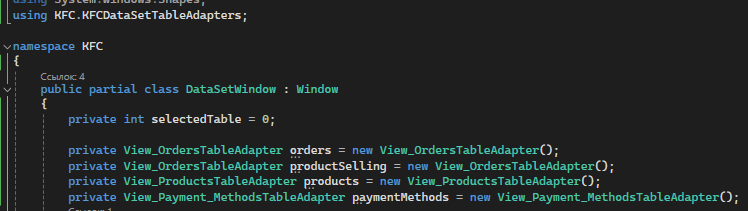 using System.Windows.Shapes;
using KFC.KFCDataSetTableAdapters;
namespace KFC
{
Ссылок: 4
public partial class DataSetWindow : Window
{
private int selectedTable = 0;
private View_OrdersTableAdapter orders = new View_OrdersTableAdapter();
private View_OrdersTableAdapter productSelling = new View_OrdersTableAdapter();
private View_ProductsTableAdapter products = new View_ProductsTableAdapter();
private View_Payment_MethodsTableAdapter paymentMethods = new View_Payment_MethodsTableAdapter();